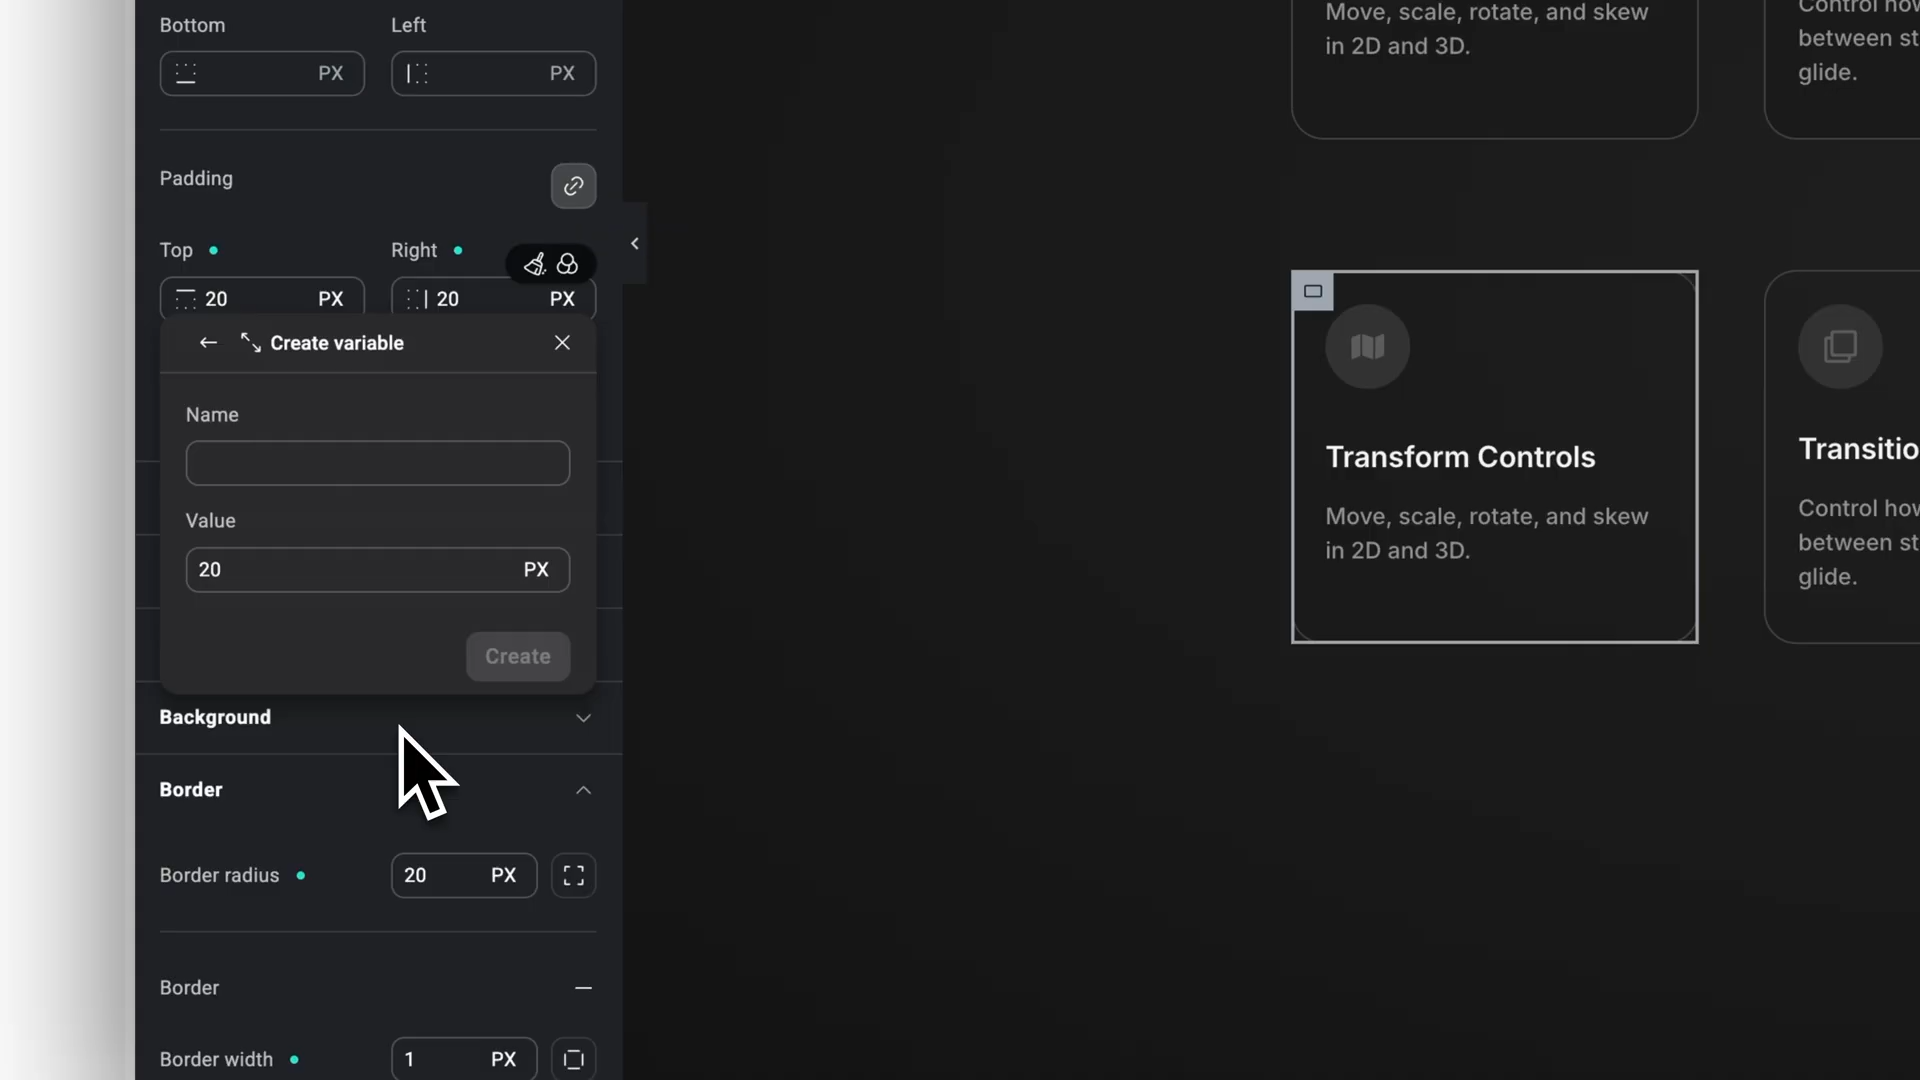 Bottom
Left
PX
PX
Padding
Top
Right
20 PX
20 PX
Create variable
Name
Value
20 PX
Create
Background
Border
Border radius
20 PX
Border
Border width
1 PX
Move, scale, rotate, and skew
in 2D and 3D.
between st
glide.
Transform Controls
Move, scale, rotate, and skew
in 2D and 3D.
Transitio
Control how
between st
glide.